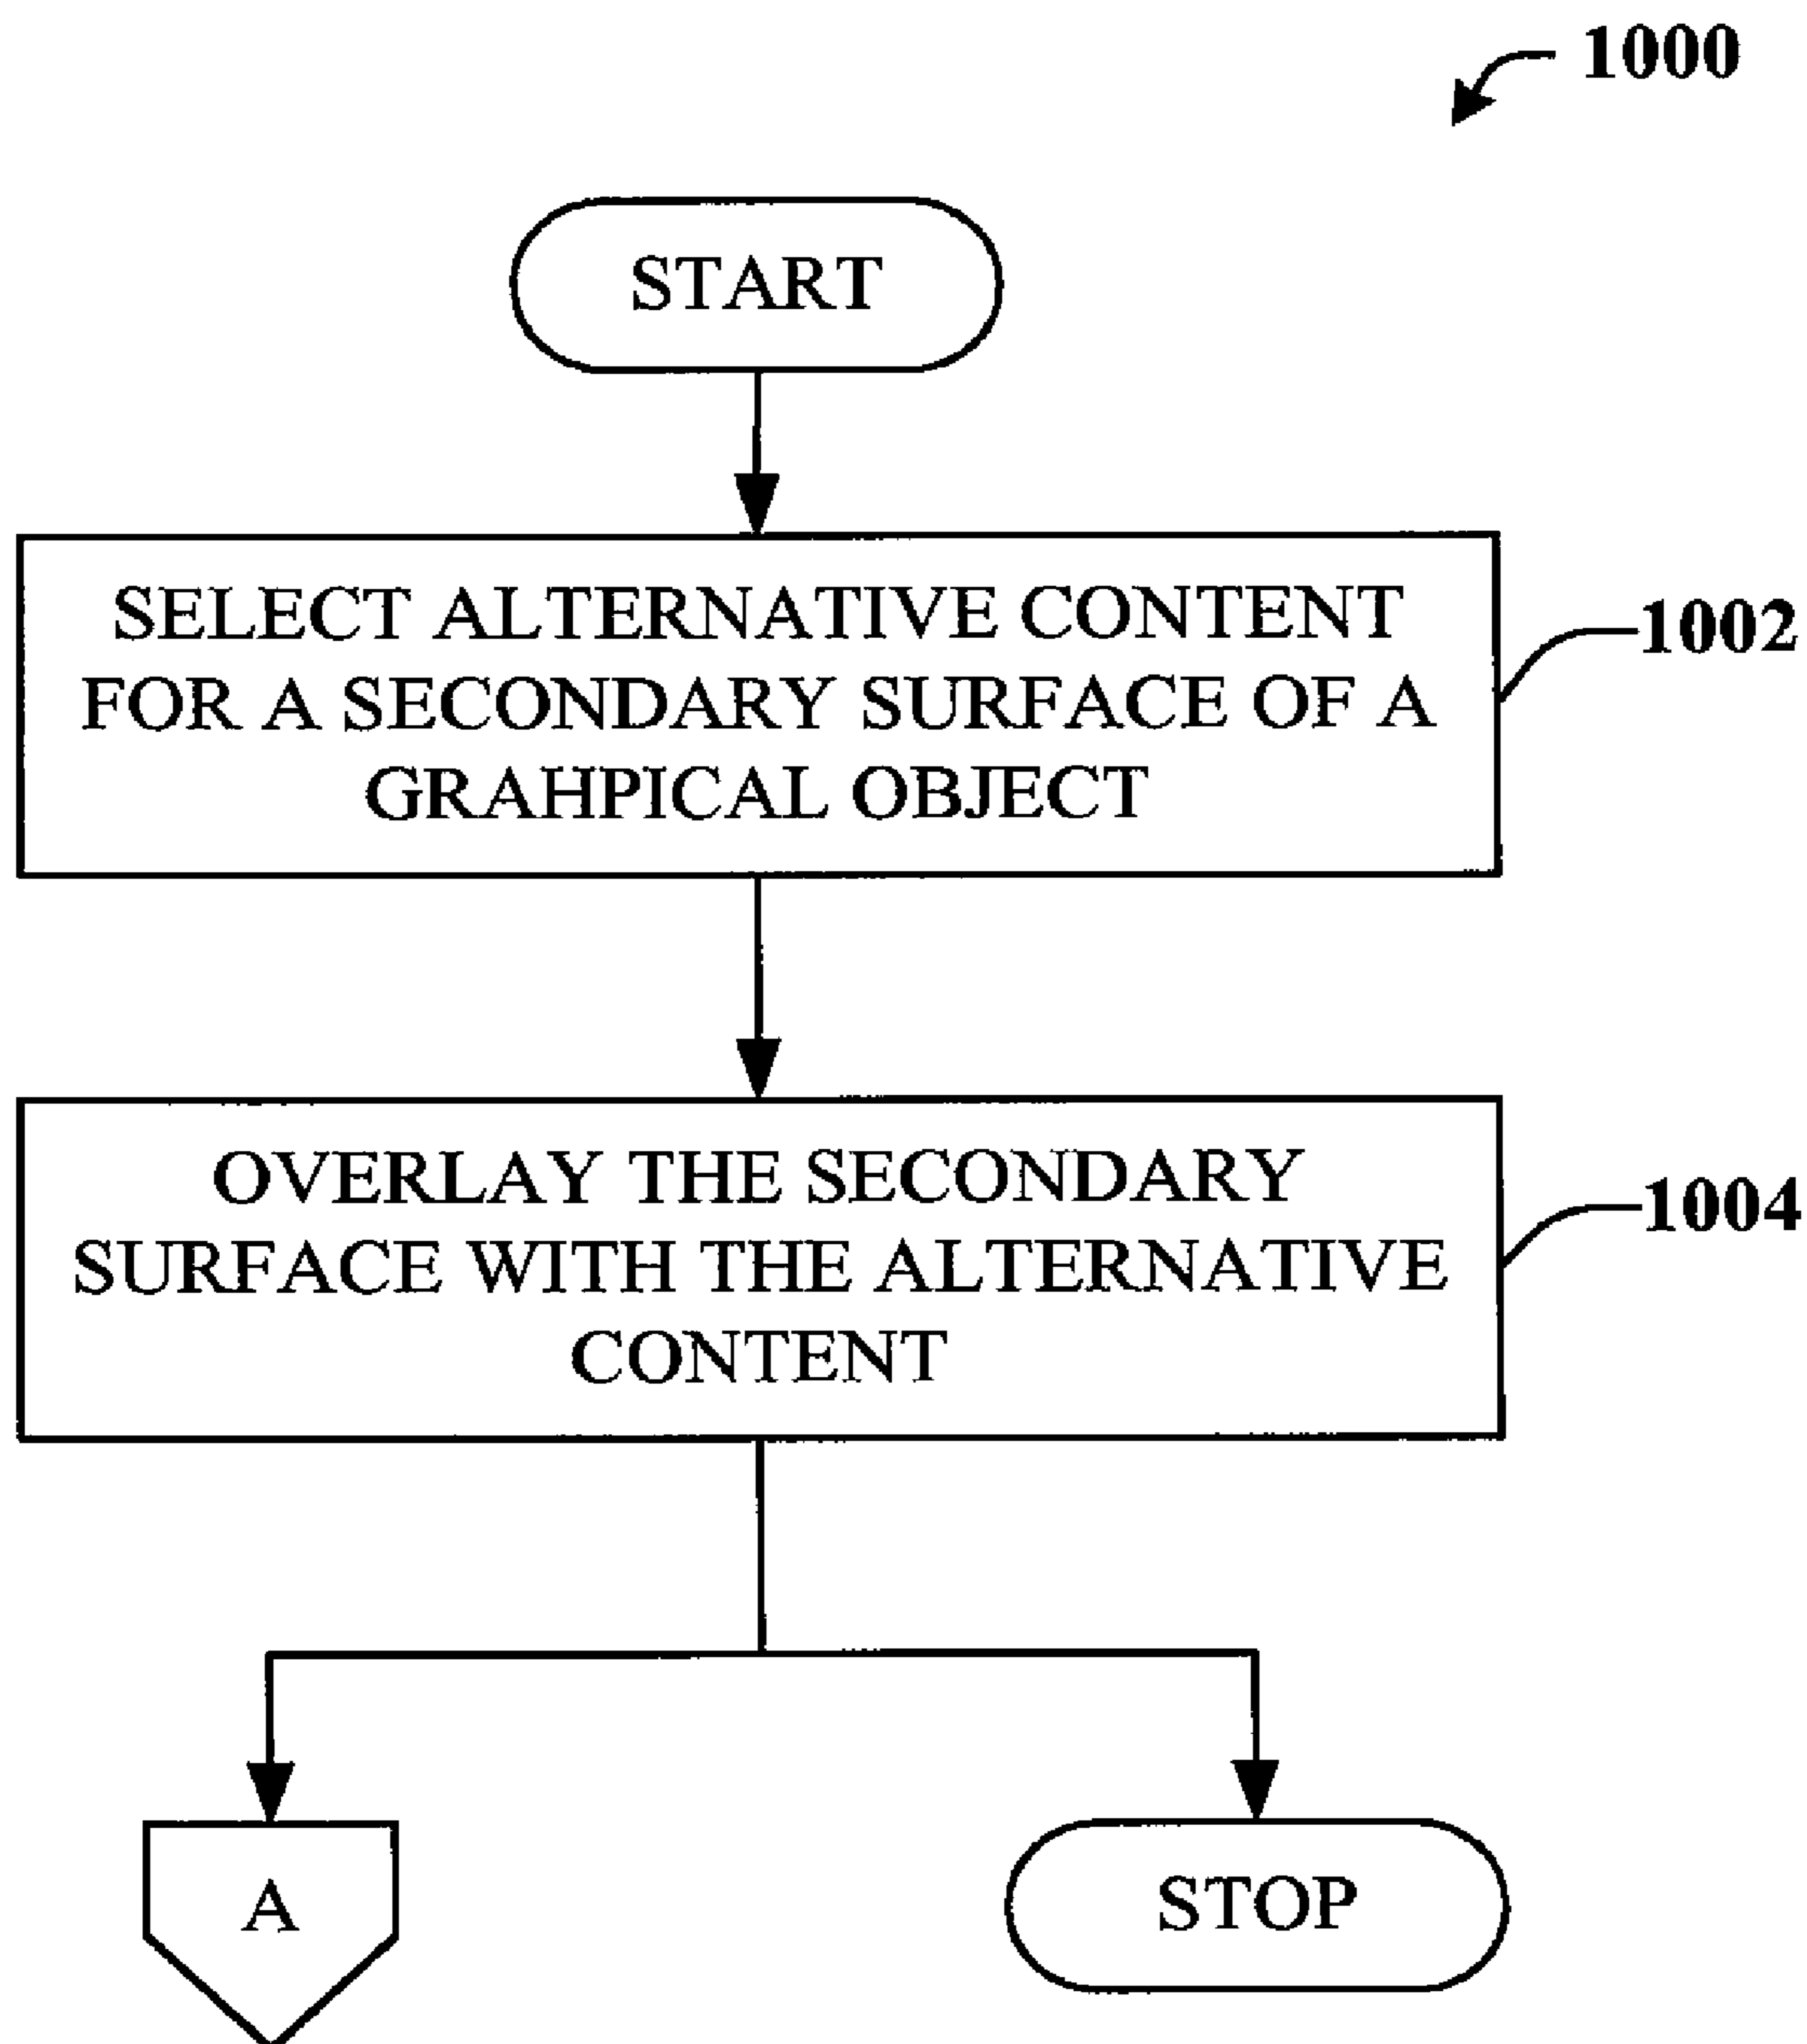 1000
START
SELECT ALTERNATIVE CONTENT
FOR A SECONDARY SURFACE OF A
GRAHPICAL OBJECT
1002
OVERLAY THE SECONDARY
SURFACE WITH THE ALTERNATIVE
CONTENT
1004
A
STOP